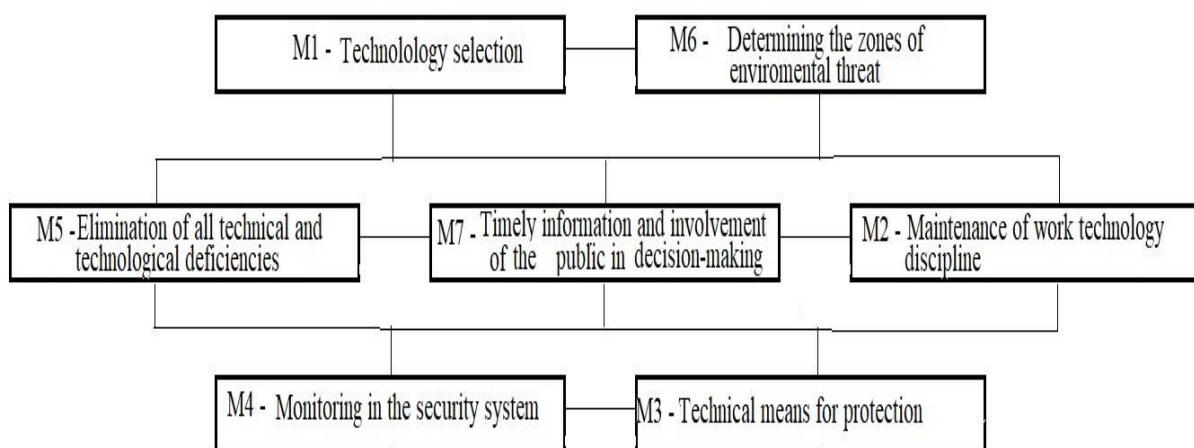 M1 - Technolology selection
M6 - Determining the zones of
enviromental threat
M5 - Elimination of all technical and
technological deficiencies
M7 - Timely information and involvement
of the public in decision-making
M2 - Maintenance of work technology
discipline
M4 - Monitoring in the security system
M3 - Technical means for protection